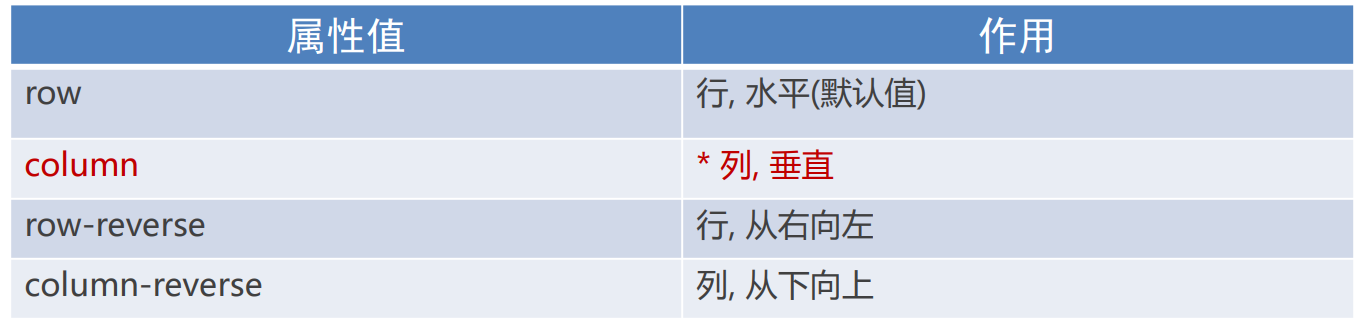 属性值 作用
row 行, 水平(默认值)
column * 列, 垂直
row-reverse 行, 从右向左
column-reverse 列, 从下向上